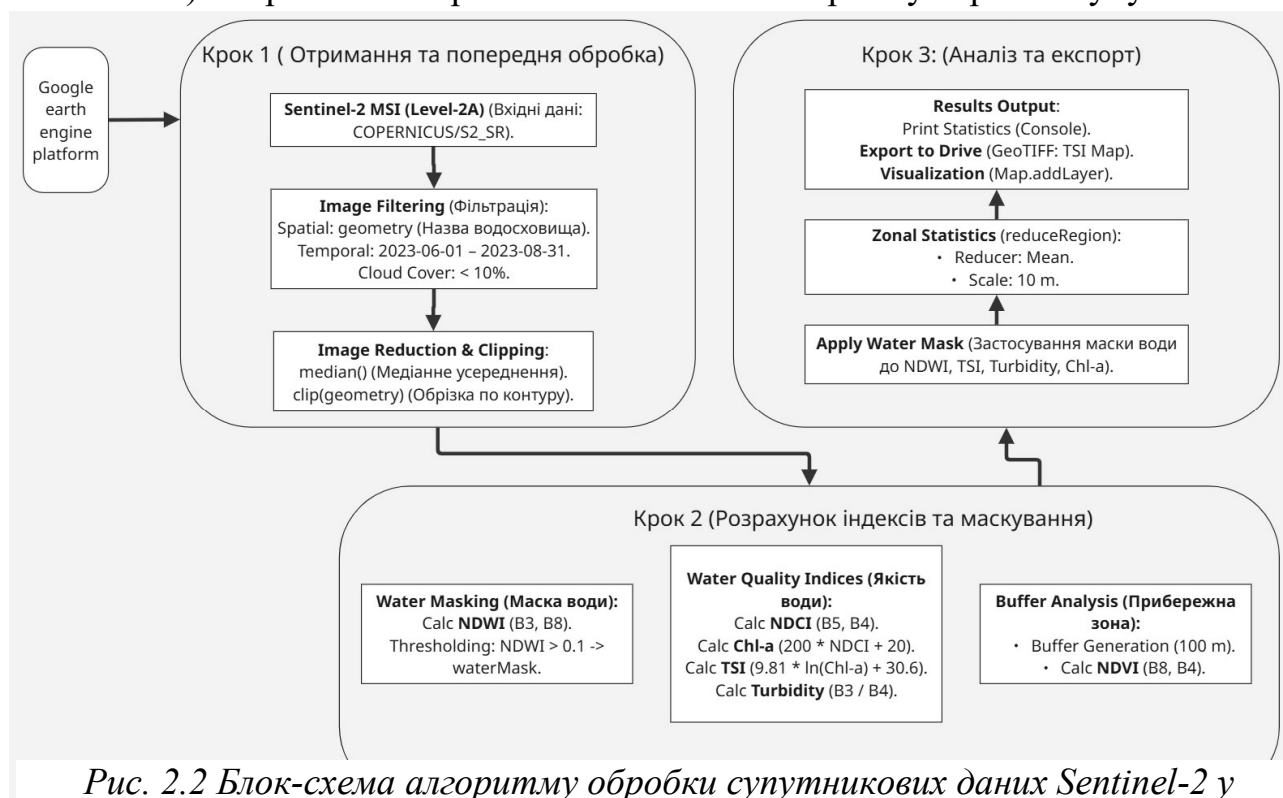 Google
earth
engine
platform
Крок 1 ( Отримання та попередня обробка)
Sentinel-2 MSI (Level-2A) (Вхідні дані:
COPERNICUS/S2_SR).
Image Filtering (Фільтрація):
Spatial: geometry (Назва водосховища).
Temporal: 2023-06-01 – 2023-08-31.
Cloud Cover: < 10%.
Image Reduction & Clipping:
median() (Медіанне усереднення).
clip(geometry) (Обрізка по контуру).
Крок 3: (Аналіз та експорт)
Results Output:
Print Statistics (Console).
Export to Drive (GeoTIFF: TSI Map).
Visualization (Map.addLayer).
Zonal Statistics (reduceRegion):
• Reducer: Mean.
• Scale: 10 m.
Apply Water Mask (Застосування маски води
до NDWI, TSI, Turbidity, Chl-a).
Крок 2 (Розрахунок індексів та маскування)
Water Masking (Маска води):
Calc NDWI (B3, B8).
Thresholding: NDWI > 0.1 ->
waterMask.
Water Quality Indices (Якість
води):
Calc NDCI (B5, B4).
Calc Chl-a (200 * NDCI + 20).
Calc TSI (9.81 * ln(Chl-a) + 30.6).
Calc Turbidity (B3 / B4).
Buffer Analysis (Прибережна
зона):
• Buffer Generation (100 m).
• Calc NDVI (B8, B4).
Рис. 2.2 Блок-схема алгоритму обробки супутникових даних Sentinel-2 у